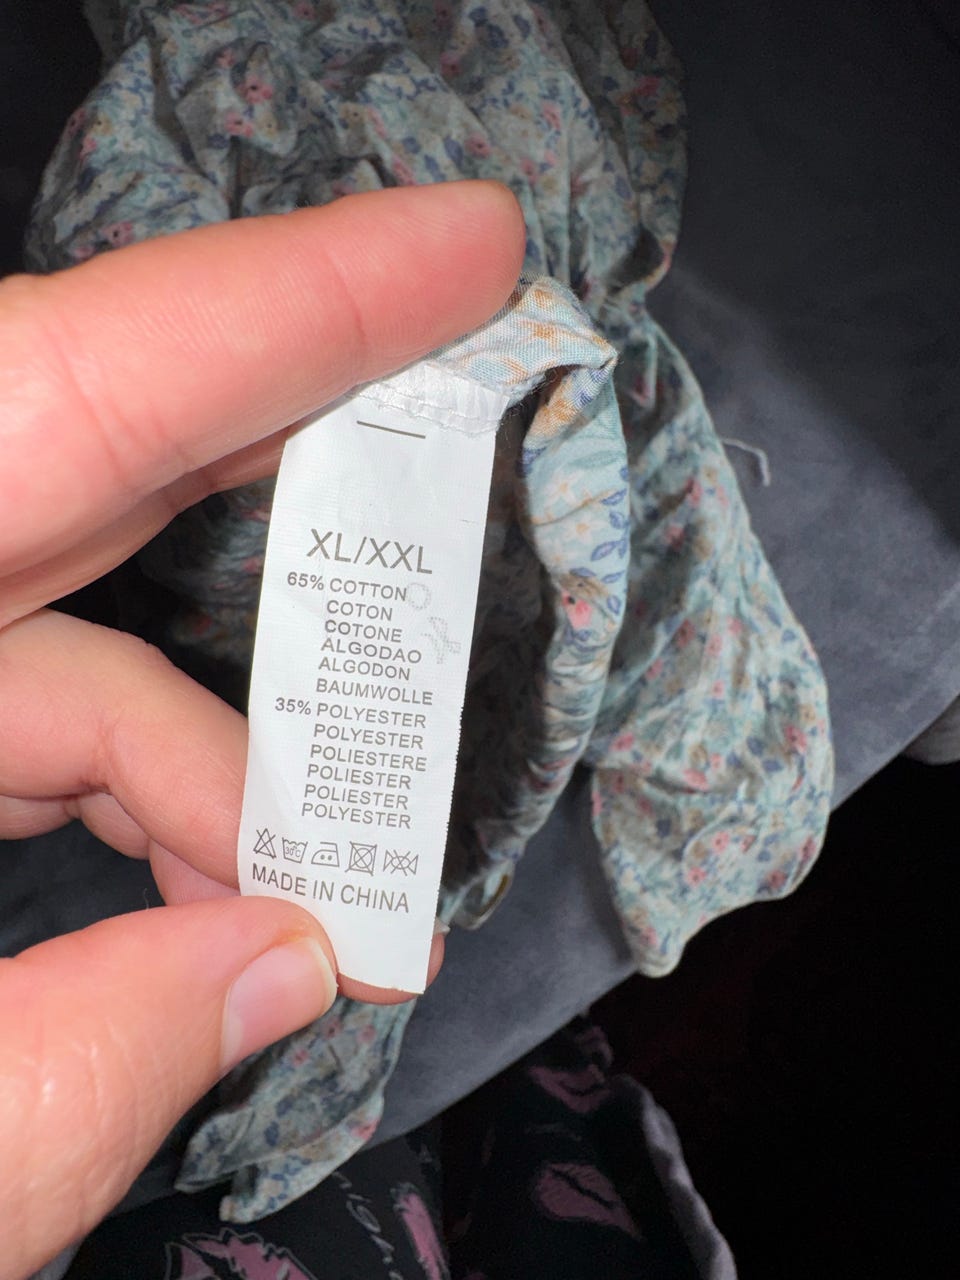 XL/XXL
65% COTTON
COTON
COTONE
ALGODAO
ALGODON
BAUMWOLLE
35% POLYESTER
POLYESTER
POLIESTERE
POLIESTER
POLIESTER
POLYESTER
30°C
MADE IN CHINA